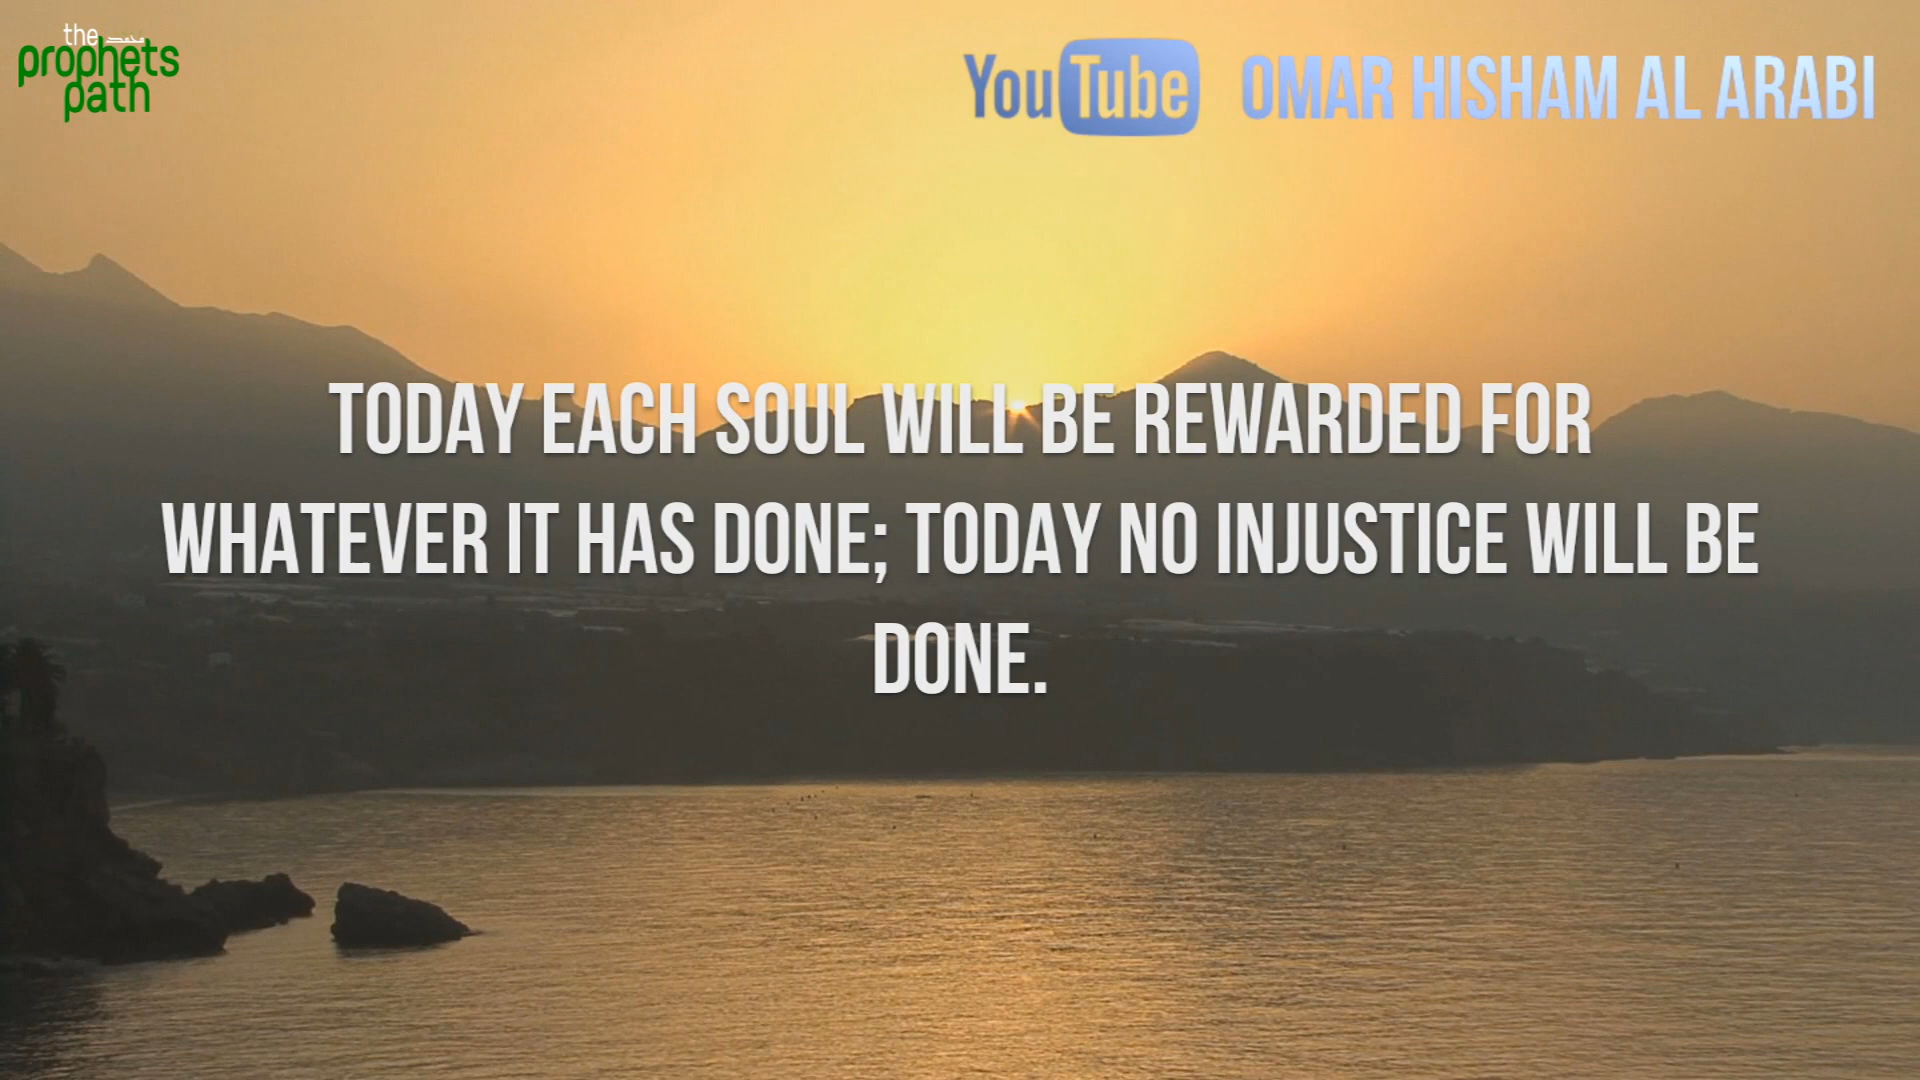 the
prophets
path
YouTube OMAR HISHAM AL ARABI
TODAY EACH SOUL WILL BE REWARDED FOR
WHATEVER IT HAS DONE; TODAY NO INJUSTICE WILL BE
DONE.